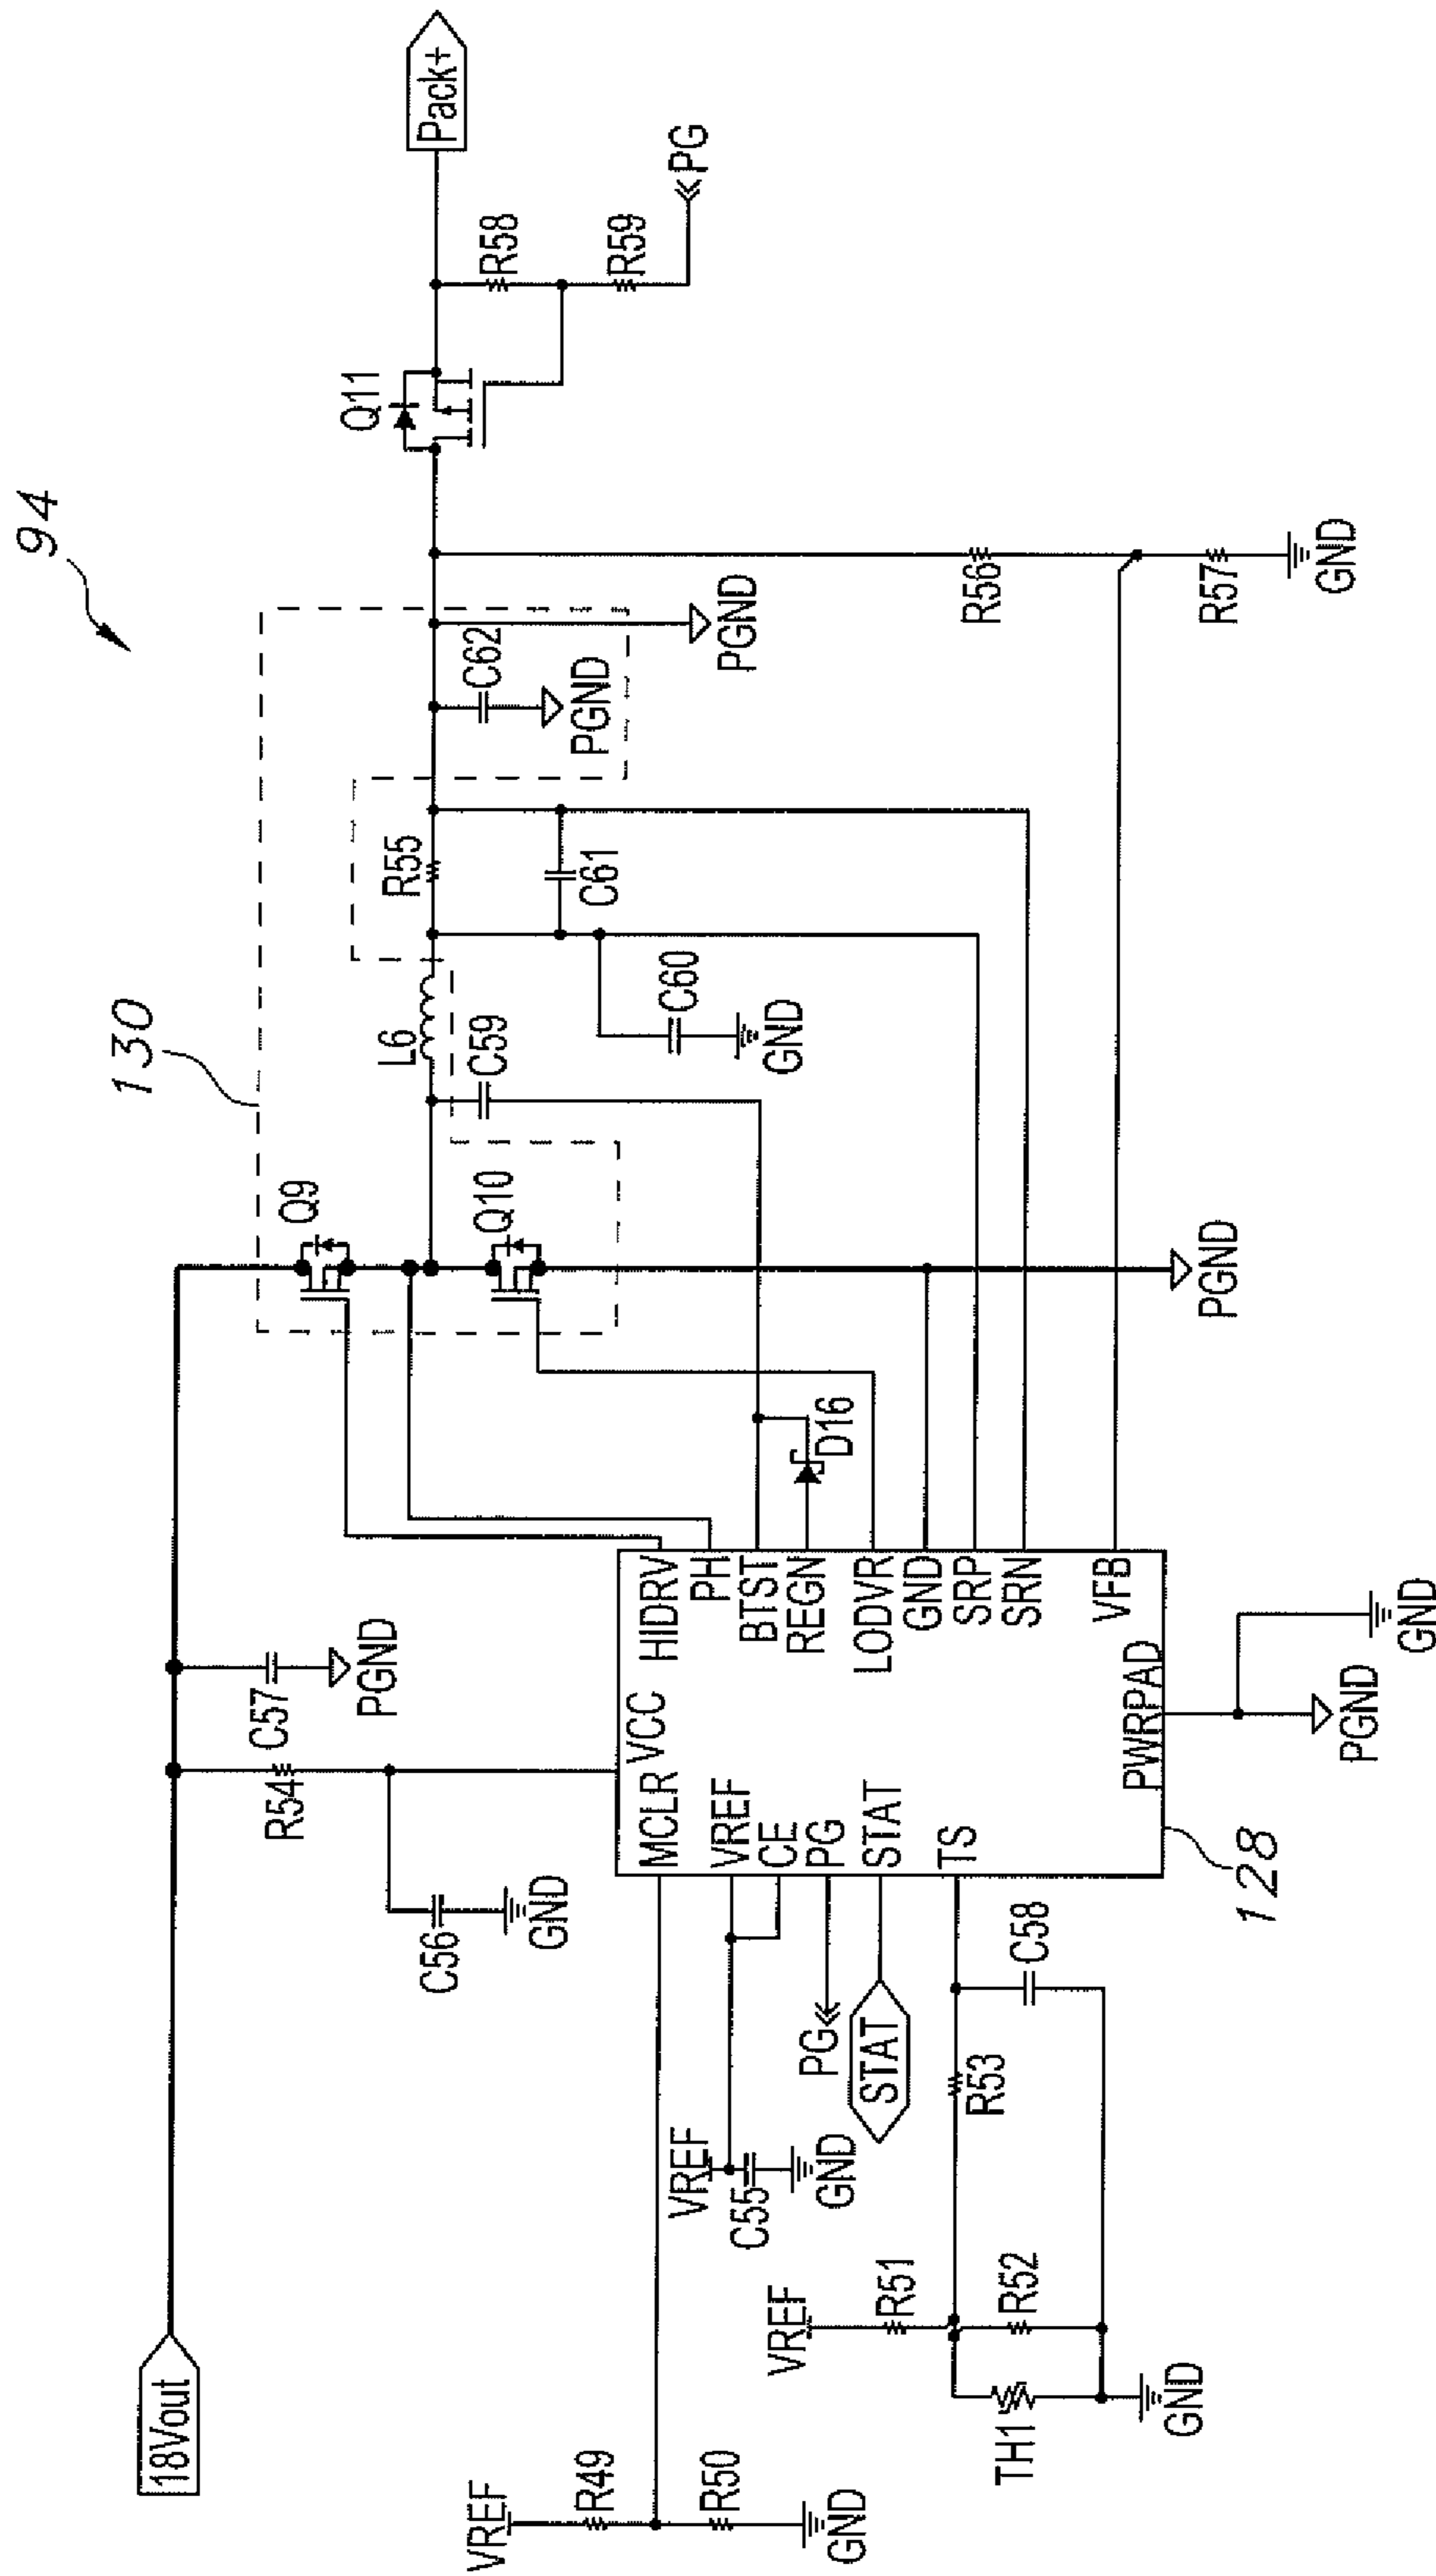 94
130
18Vout
Pack+
Q9
Q10
Q11
L6
R55
C62
PGND
PGND
C61
C60
GND
C59
R58
R59
PG
R56
R57
GND
C57
PGND
R54
C56
GND
D16
PGND
MCLR
VCC
HIDRV
VREF
PH
CE
BTST
PG
REGN
STAT
LODVR
GND
TS
SRP
SRN
VFB
PWRPAD
128
PGND
GND
VREF
R49
R50
GND
VREF
C55
GND
PG
STAT
VREF
R51
R52
R53
C58
TH1
GND